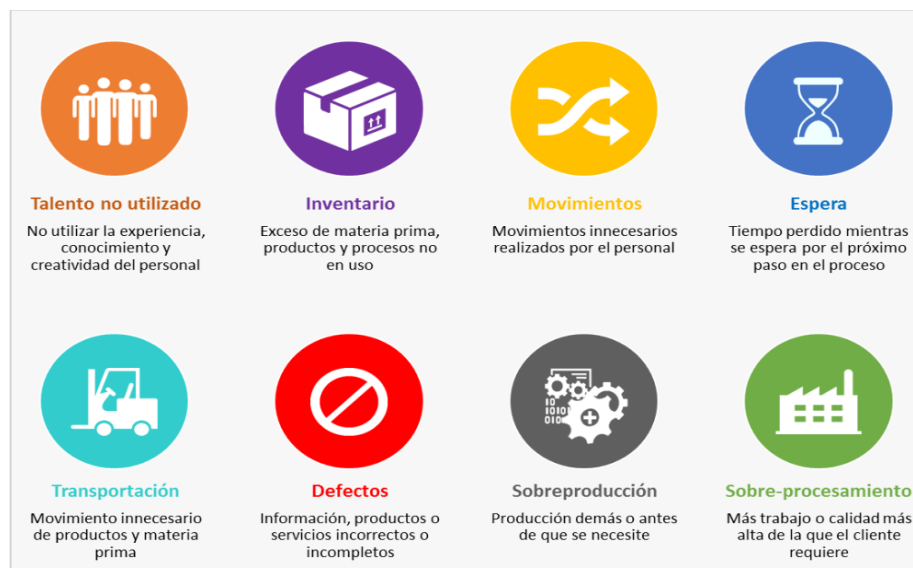 Talento no utilizado
No utilizar la experiencia,
conocimiento y
creatividad del personal
Inventario
Exceso de materia prima,
productos y procesos no
en uso
Movimientos
Movimientos innecesarios
realizados por el personal
Espera
Tiempo perdido mientras
se espera por el próximo
paso en el proceso
Transportación
Movimiento innecesario
de productos y materia
prima
Defectos
Información, productos o
servicios incorrectos o
incompletos
10
1010
010
Sobreproducción
Producción demás o antes
de que se necesite
Sobre-procesamiento
Más trabajo o calidad más
alta de la que el cliente
requiere